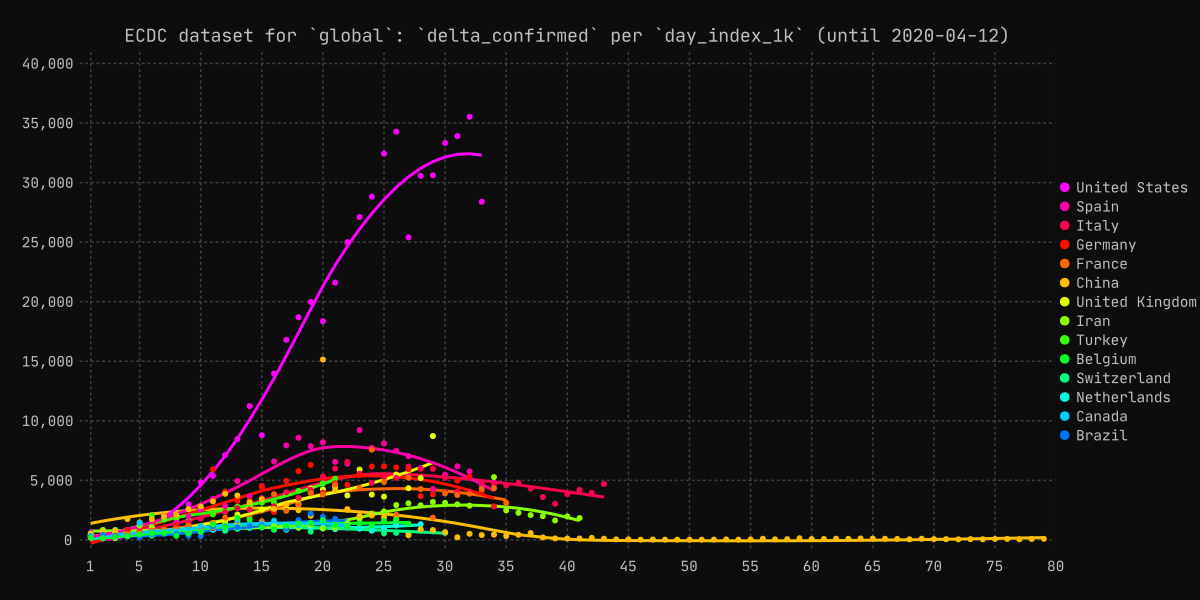 ECDC dataset for `global`: `delta_confirmed` per `day_index_1k` (until 2020-04-12)
40,000
35,000
30,000
25,000
20,000
15,000
10,000
5,000
0
1 5 10 15 20 25 30 35 40 45 50 55 60 65 70 75 80
United States
Spain
Italy
Germany
France
China
United Kingdom
Iran
Turkey
Belgium
Switzerland
Netherlands
Canada
Brazil